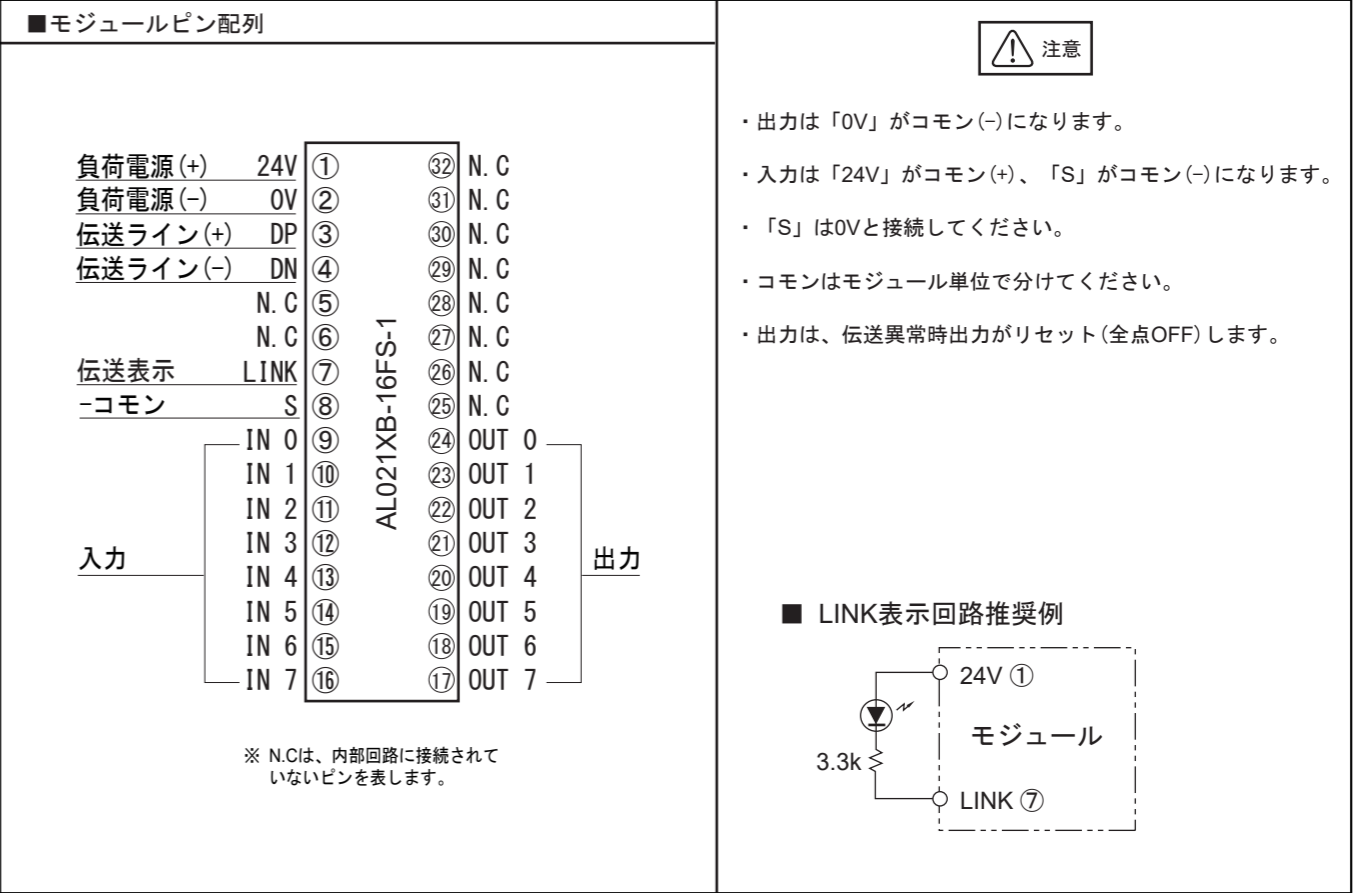 ■モジュールピン配列
負荷電源(+) 24V ① ㉜ N.C
負荷電源(-) 0V ② ㉛ N.C
伝送ライン(+) DP ③ ㉚ N.C
伝送ライン(-) DN ④ ㉙ N.C
N.C ⑤ ㉘ N.C
N.C ⑥ ㉗ N.C
伝送表示 LINK ⑦ ㉖ N.C
-コモン S ⑧ ㉕ N.C
IN 0 ⑨ ㉔ OUT 0
IN 1 ⑩ ㉓ OUT 1
IN 2 ⑪ ㉒ OUT 2
IN 3 ⑫ ㉑ OUT 3
IN 4 ⑬ ⑳ OUT 4
IN 5 ⑭ ⑲ OUT 5
IN 6 ⑮ ⑱ OUT 6
IN 7 ⑯ ⑰ OUT 7
入力
出力
AL021XB-16FS-1
※ N.Cは、内部回路に接続されて
いないピンを表します。
注意
・出力は「0V」がコモン(-)になります。
・入力は「24V」がコモン(+)、「S」がコモン(-)になります。
・「S」は0Vと接続してください。
・コモンはモジュール単位で分けてください。
・出力は、伝送異常時出力がリセット(全点OFF)します。
■ LINK表示回路推奨例
24V ①
モジュール
3.3k
LINK ⑦